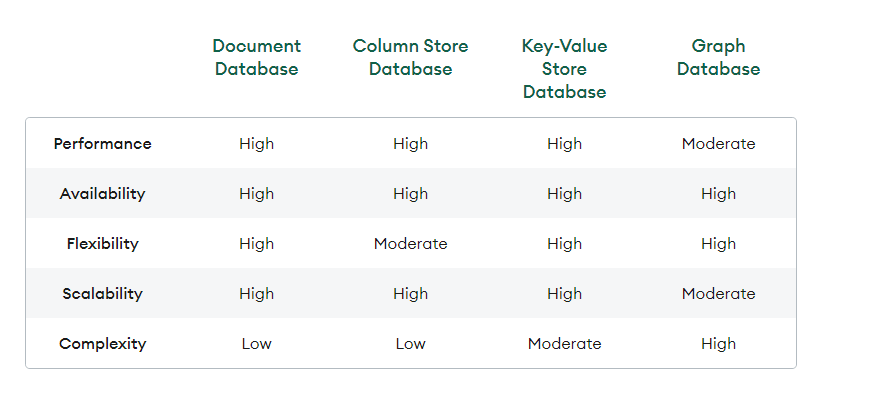 Document Database
Column Store Database
Key-Value Store Database
Graph Database
Performance High High High Moderate
Availability High High High High
Flexibility High Moderate High High
Scalability High High High Moderate
Complexity Low Low Moderate High